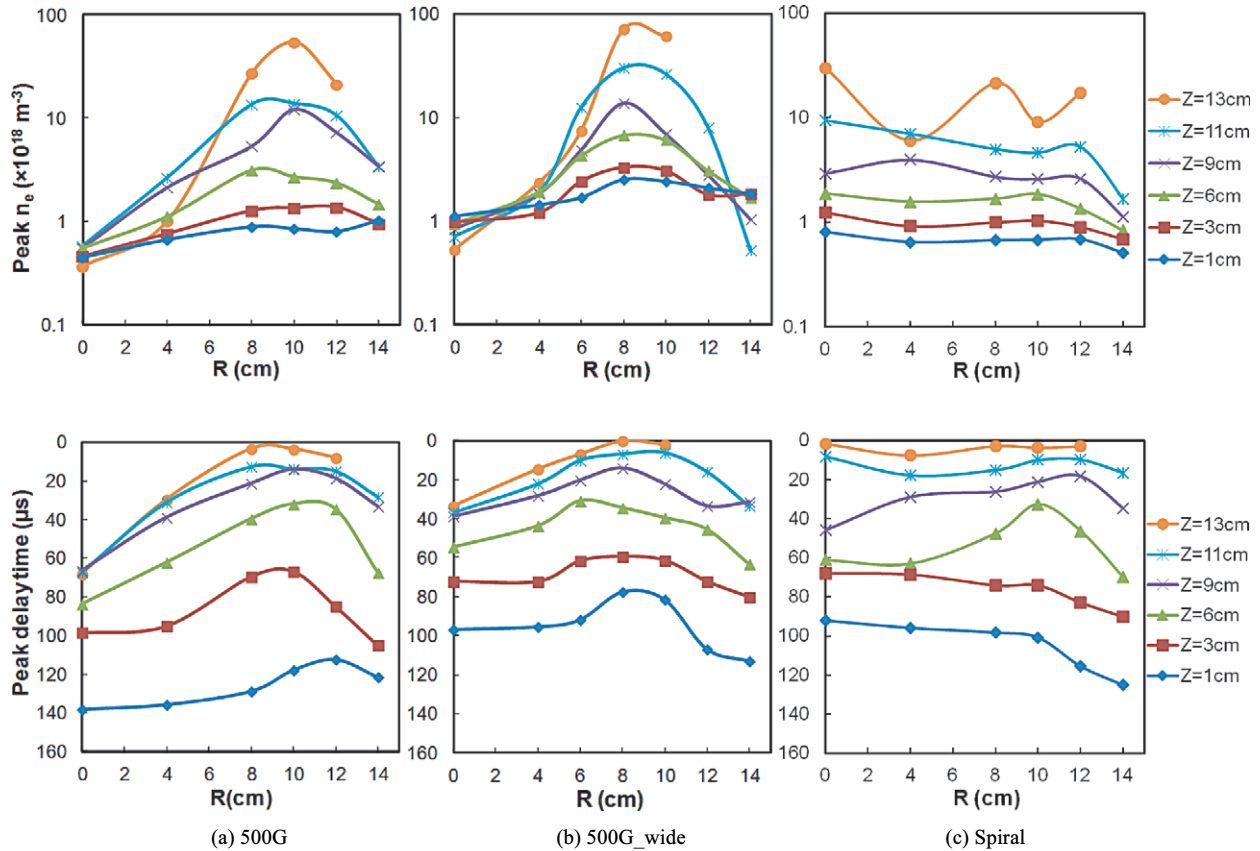 100
10
1
0.1
Peak nₑ (×10¹⁸ m⁻³)
0 2 4 6 8 10 12 14
R (cm)
100
10
1
0.1
0 2 4 6 8 10 12 14
R (cm)
100
10
1
0.1
0 2 4 6 8 10 12 14
R (cm)
Z=13cm
Z=11cm
Z=9cm
Z=6cm
Z=3cm
Z=1cm
0
20
40
60
80
100
120
140
160
Peak delaytime (μs)
0 2 4 6 8 10 12 14
R(cm)
0
20
40
60
80
100
120
140
160
0 2 4 6 8 10 12 14
R (cm)
0
20
40
60
80
100
120
140
160
0 2 4 6 8 10 12 14
R (cm)
Z=13cm
Z=11cm
Z=9cm
Z=6cm
Z=3cm
Z=1cm
(a) 500G
(b) 500G_wide
(c) Spiral